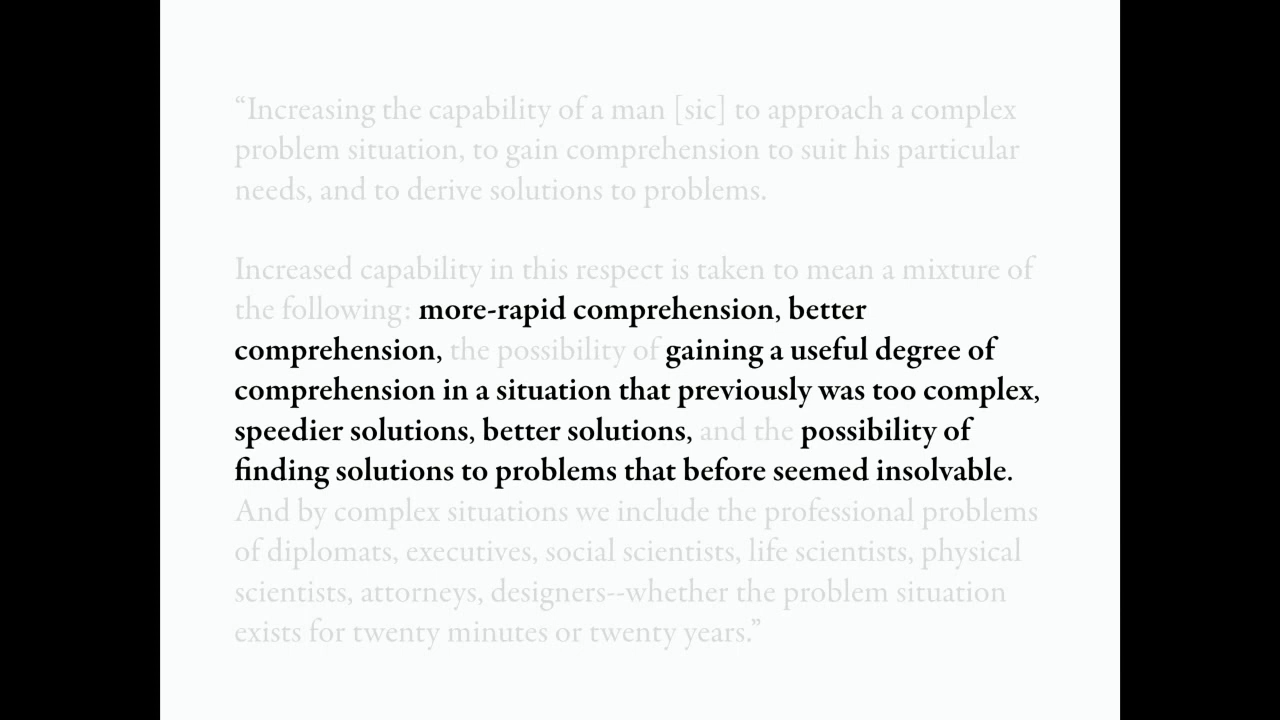 “Increasing the capability of a man [sic] to approach a complex
problem situation, to gain comprehension to suit his particular
needs, and to derive solutions to problems.
Increased capability in this respect is taken to mean a mixture of
the following: more-rapid comprehension, better
comprehension, the possibility of gaining a useful degree of
comprehension in a situation that previously was too complex,
speedier solutions, better solutions, and the possibility of
finding solutions to problems that before seemed insolvable.
And by complex situations we include the professional problems
of diplomats, executives, social scientists, life scientists, physical
scientists, attorneys, designers--whether the problem situation
exists for twenty minutes or twenty years.”